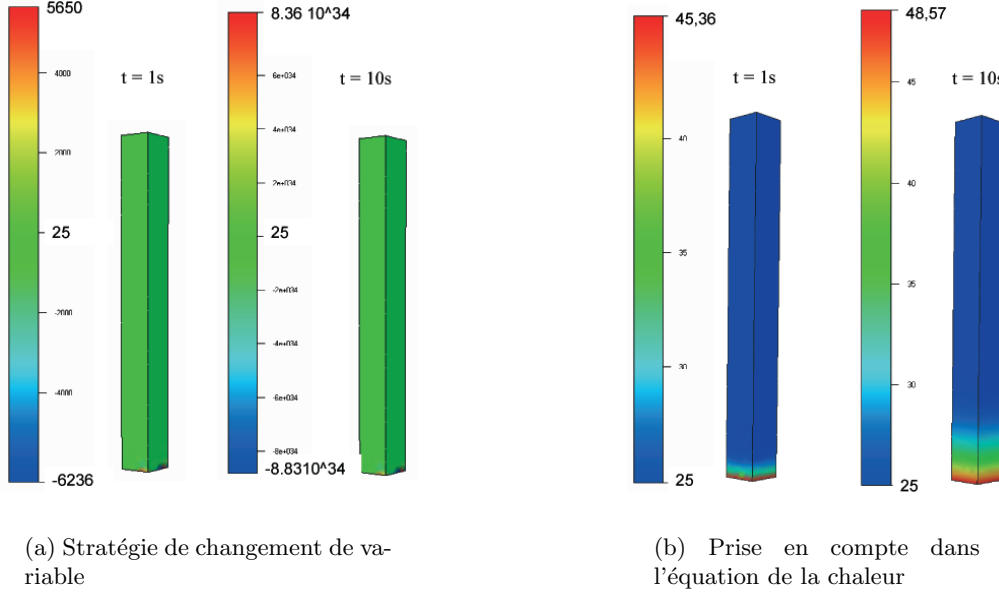 5650
4000
2000
25
-2000
-4000
-6236
t = 1s
8.36 10^34
6e+034
4e+034
2e+034
25
-2e+034
-4e+034
-6e+034
-8e+034
-8.8310^34
t = 10s
45,36
40
35
30
25
t = 1s
48,57
45
40
35
30
25
t = 10s
(a) Stratégie de changement de va-
riable
(b) Prise en compte dans
l'équation de la chaleur